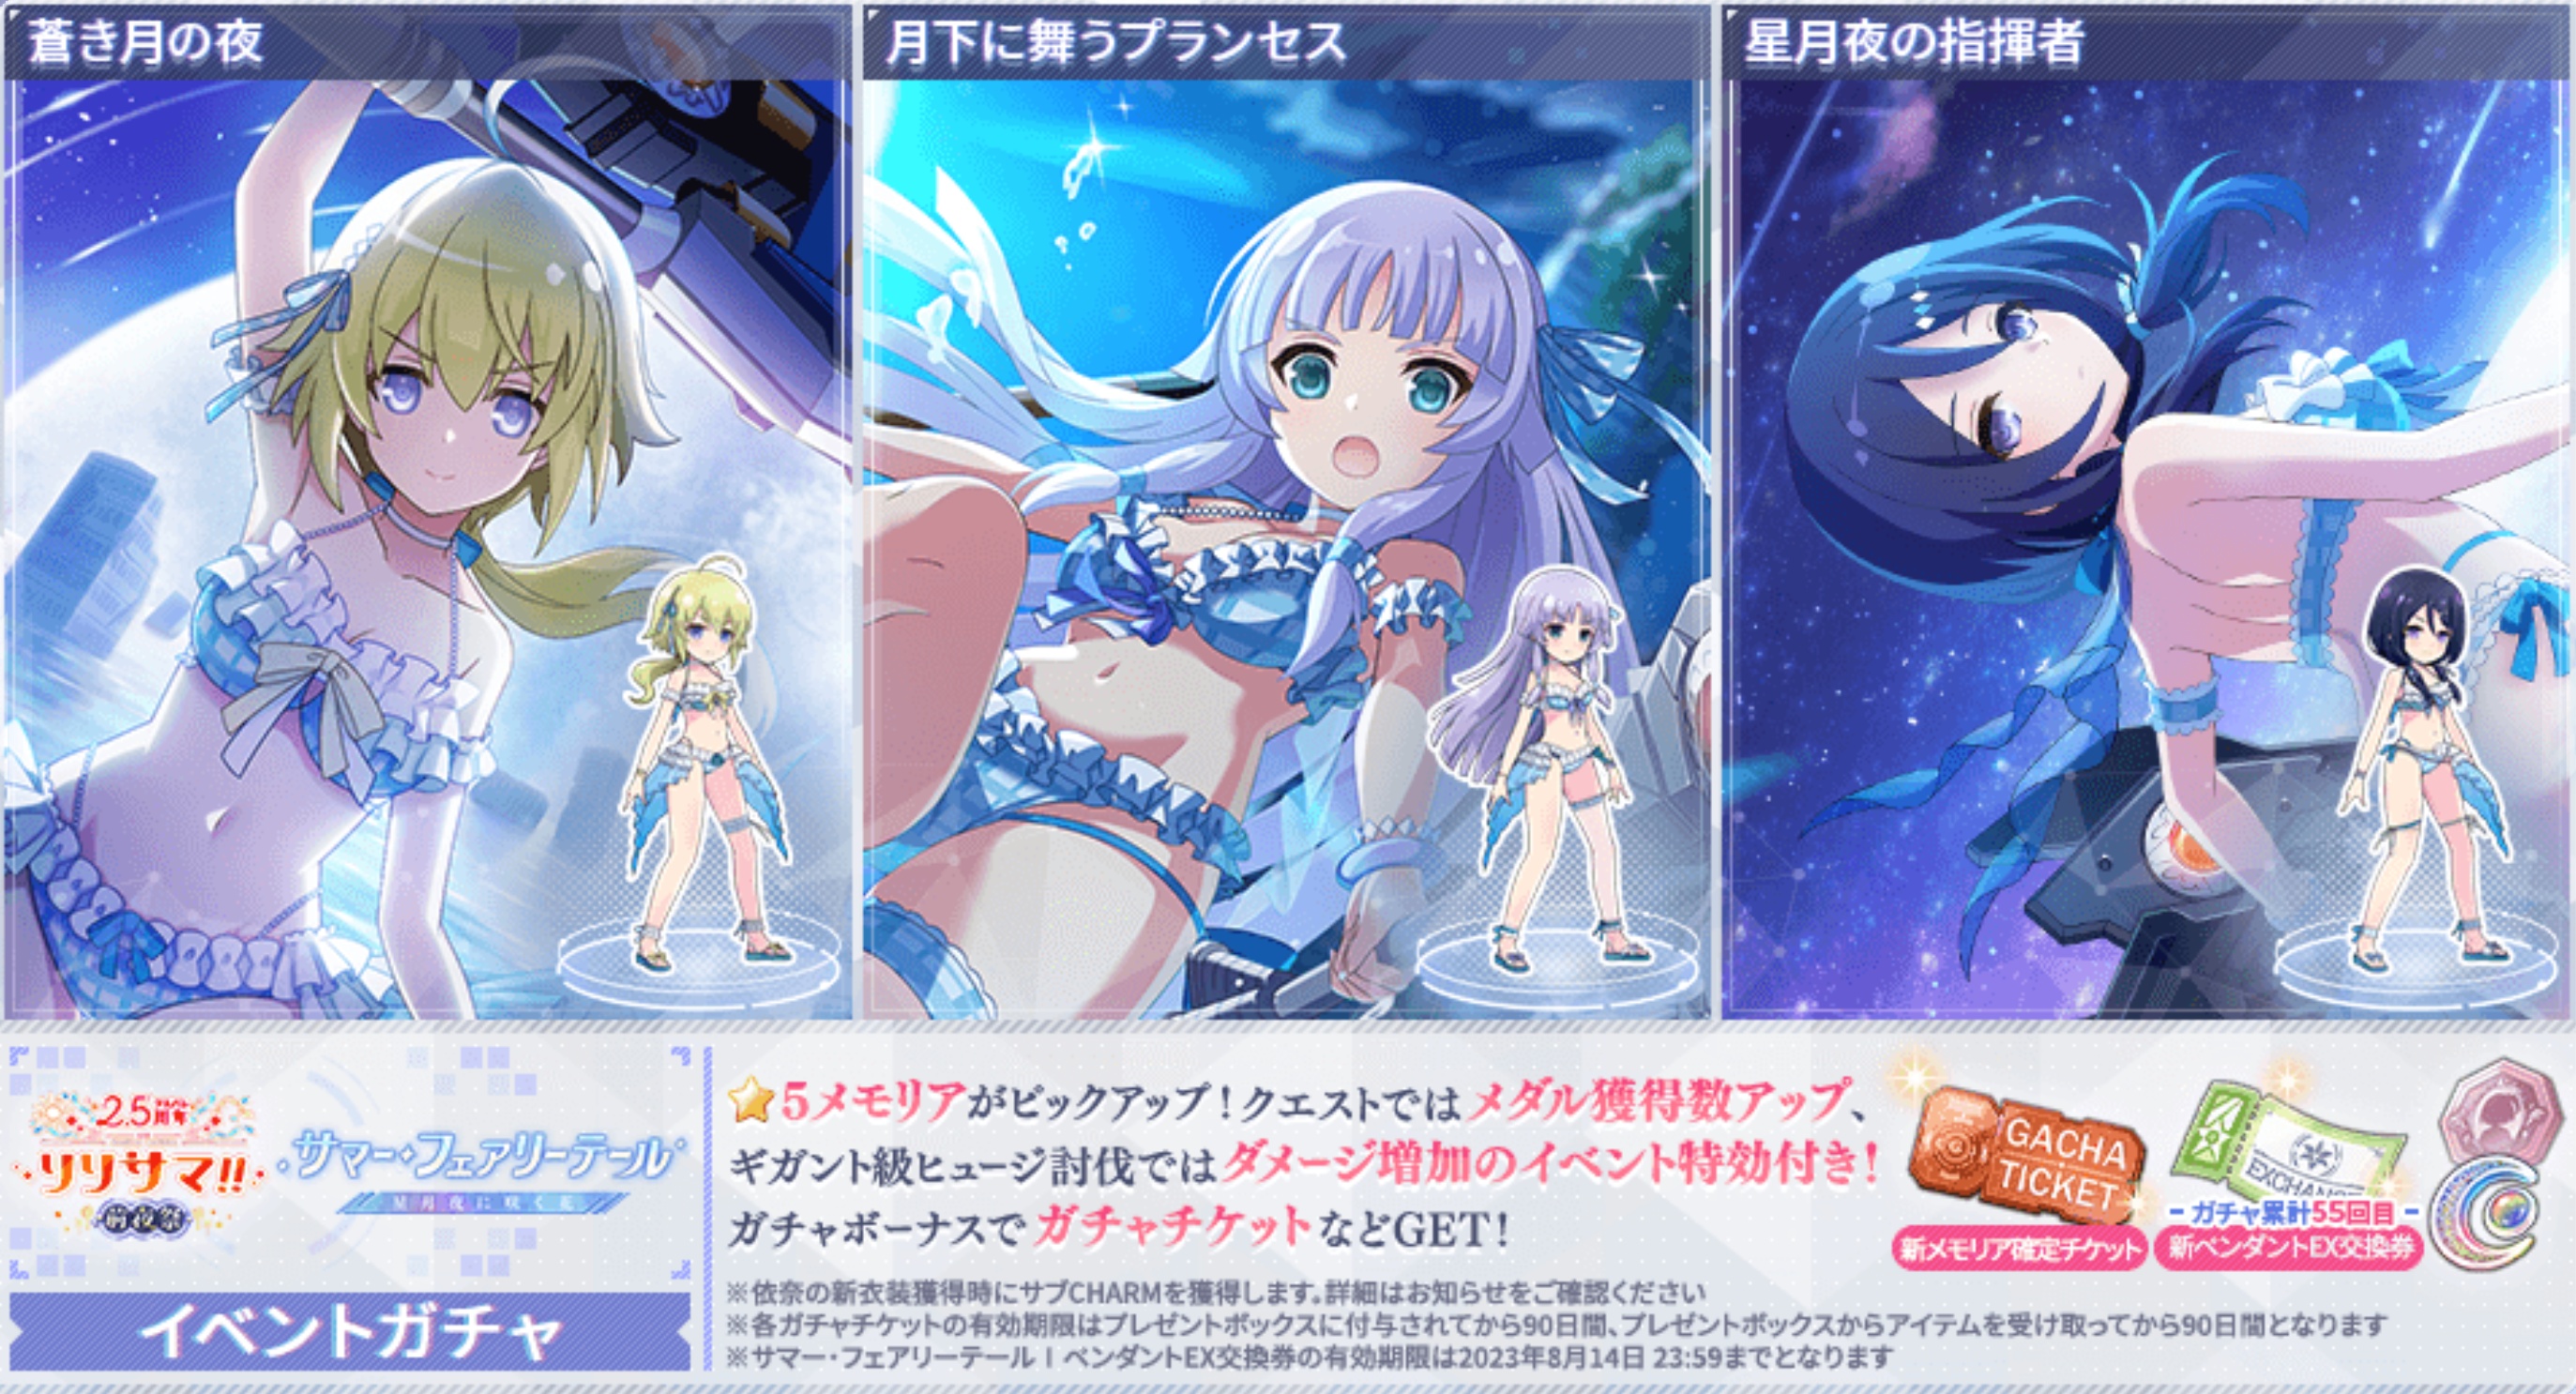 蒼き月の夜
月下に舞うプランセス
星月夜の指揮者
2.5周年
リリサマ!!
前夜祭
サマー・フェアリーテール
星月夜に咲く花
イベントガチャ
★5メモリアがピックアップ！クエストではメダル獲得数アップ、
ギガント級ヒュージ討伐ではダメージ増加のイベント特効付き！
ガチャボーナスでガチャチケットなどGET！
GACHA
TICKET
新メモリア確定チケット
ガチャ累計55回目
新ペンダントEX交換券
※依奈の新衣装獲得時にサブCHARMを獲得します。詳細はお知らせをご確認ください
※各ガチャチケットの有効期限はプレゼントボックスに付与されてから90日間、プレゼントボックスからアイテムを受け取ってから90日間となります
※サマー・フェアリーテール I ペンダントEX交換券の有効期限は2023年8月14日 23:59までとなります